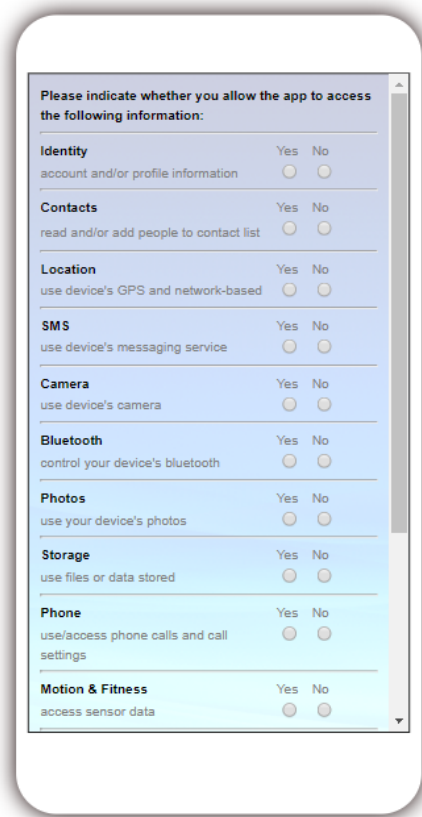 Please indicate whether you allow the app to access
the following information:
Identity Yes No
account and/or profile information
Contacts Yes No
read and/or add people to contact list
Location Yes No
use device's GPS and network-based
SMS Yes No
use device's messaging service
Camera Yes No
use device's camera
Bluetooth Yes No
control your device's bluetooth
Photos Yes No
use your device's photos
Storage Yes No
use files or data stored
Phone Yes No
use/access phone calls and call
settings
Motion & Fitness Yes No
access sensor data